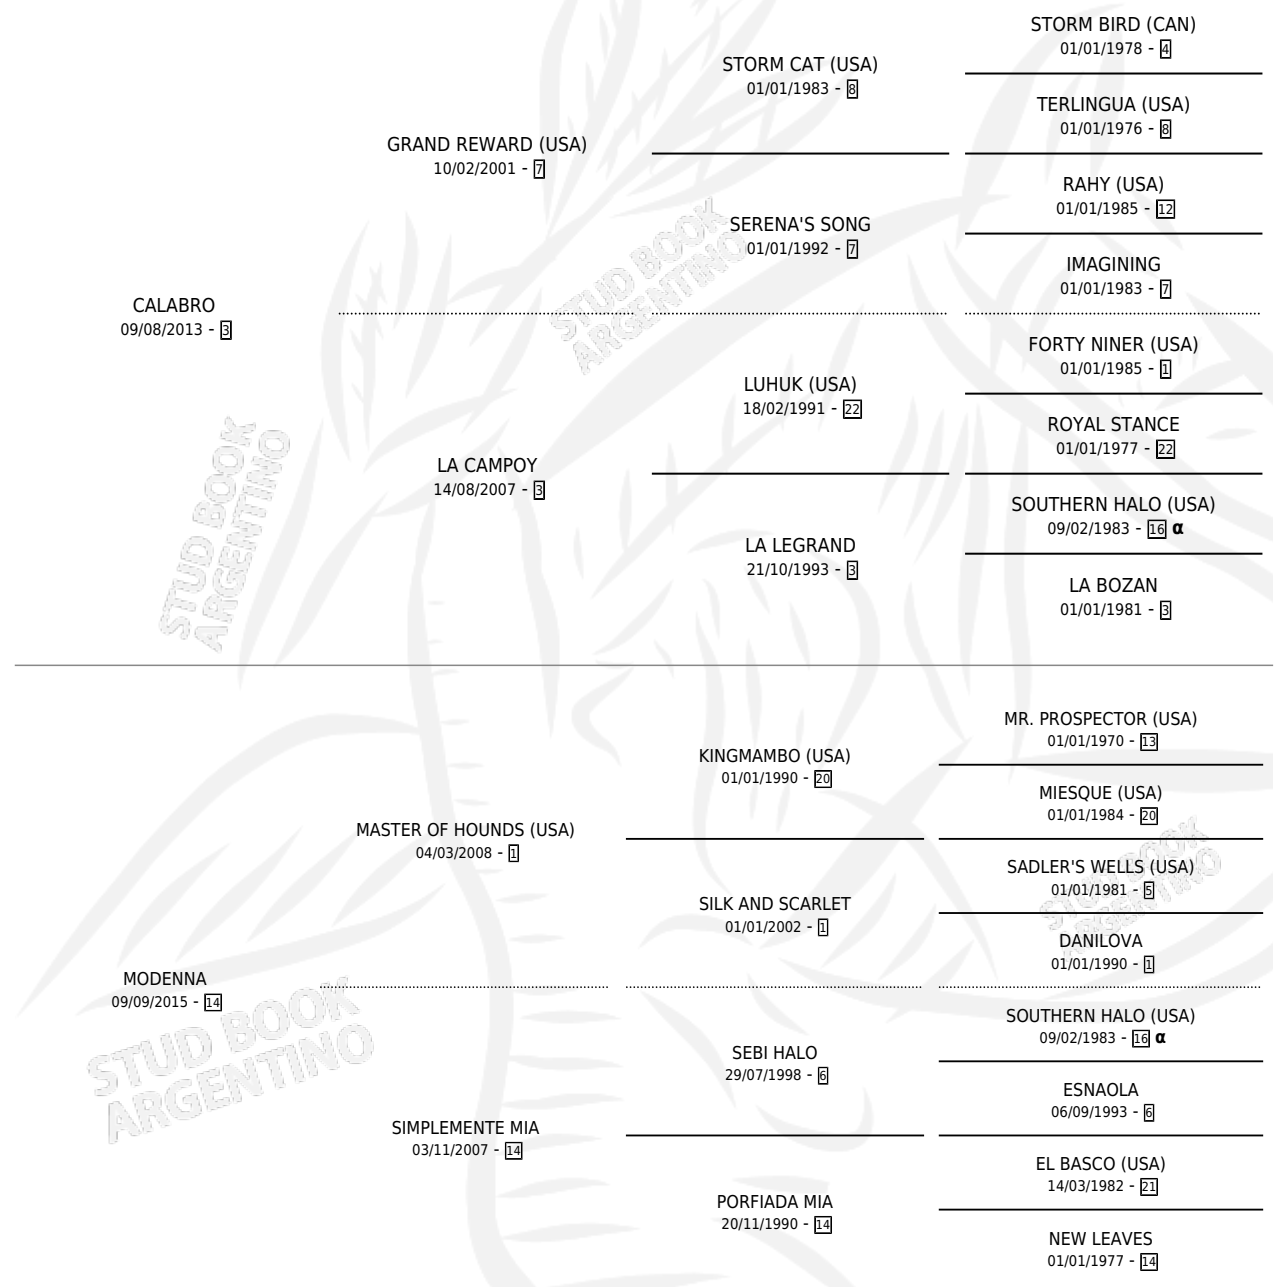 CALABRO
09/08/2013 - 3
GRAND REWARD (USA)
10/02/2001 - 7
STORM CAT (USA)
01/01/1983 - 8
STORM BIRD (CAN)
01/01/1978 - 4
TERLINGUA (USA)
01/01/1976 - 8
SERENA'S SONG
01/01/1992 - 7
RAHY (USA)
01/01/1985 - 12
IMAGINING
01/01/1983 - 7
LA CAMPOY
14/08/2007 - 3
LUHUK (USA)
18/02/1991 - 22
FORTY NINER (USA)
01/01/1985 - 1
ROYAL STANCE
01/01/1977 - 22
LA LEGRAND
21/10/1993 - 3
SOUTHERN HALO (USA)
09/02/1983 - 16 α
LA BOZAN
01/01/1981 - 3
MODENNA
09/09/2015 - 14
MASTER OF HOUNDS (USA)
04/03/2008 - 1
KINGMAMBO (USA)
01/01/1990 - 20
MR. PROSPECTOR (USA)
01/01/1970 - 13
MIESQUE (USA)
01/01/1984 - 20
SILK AND SCARLET
01/01/2002 - 1
SADLER'S WELLS (USA)
01/01/1981 - 5
DANILOVA
01/01/1990 - 1
SIMPLEMENTE MIA
03/11/2007 - 14
SEBI HALO
29/07/1998 - 6
SOUTHERN HALO (USA)
09/02/1983 - 16 α
ESNAOLA
06/09/1993 - 6
PORFIADA MIA
20/11/1990 - 14
EL BASCO (USA)
14/03/1982 - 21
NEW LEAVES
01/01/1977 - 14
STUD BOOK
ARGENTINO
STUD BOOK
ARGENTINO
STUD BOOK
ARGENTINO
STUD BOOK
ARGENTINO